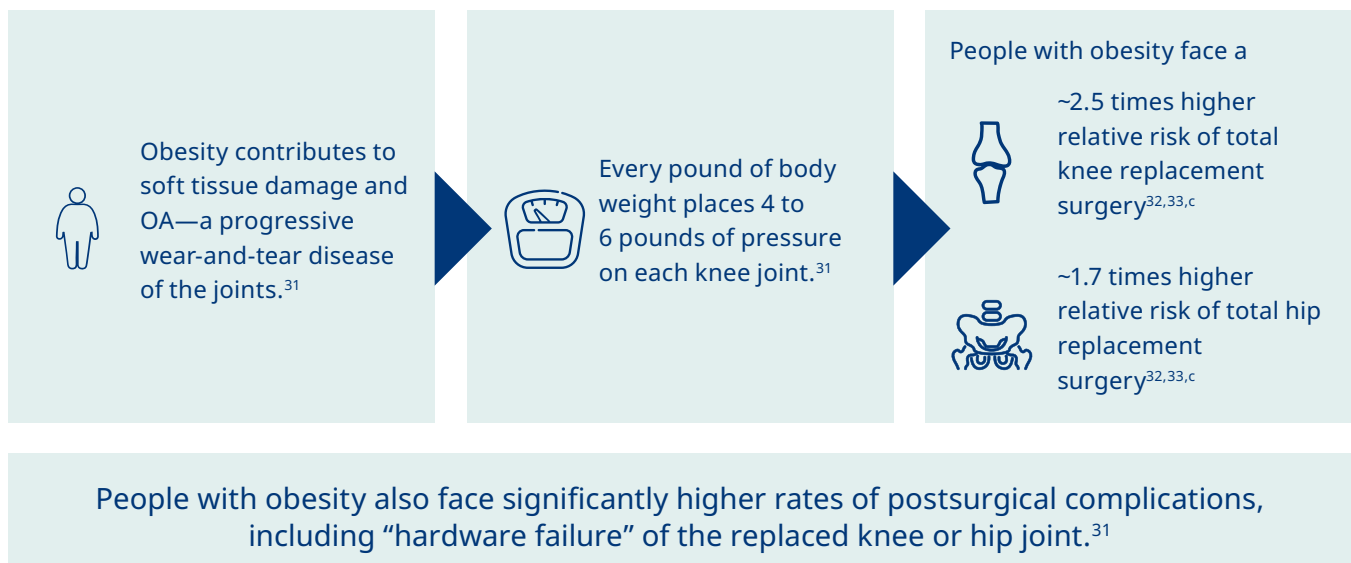 Obesity contributes to
soft tissue damage and
OA—a progressive
wear-and-tear disease
of the joints.31
Every pound of body
weight places 4 to
6 pounds of pressure
on each knee joint.31
People with obesity face a
~2.5 times higher
relative risk of total
knee replacement
surgery32,33,c
~1.7 times higher
relative risk of total hip
replacement
surgery32,33,c
People with obesity also face significantly higher rates of postsurgical complications,
including “hardware failure” of the replaced knee or hip joint.31